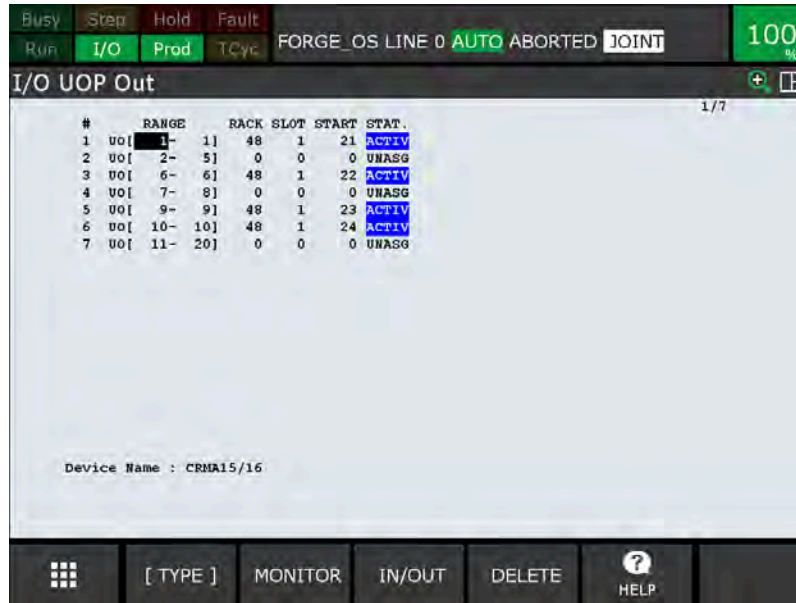 Busy Step Hold Fault
Run I/O Prod TCyc
FORGE_OS LINE 0 AUTO ABORTED JOINT
100
%
I/O UOP Out
1/7
# RANGE RACK SLOT START STAT.
1 UO[ 1- 1] 48 1 21 ACTIV
2 UO[ 2- 5] 0 0 0 UNASG
3 UO[ 6- 6] 48 1 22 ACTIV
4 UO[ 7- 8] 0 0 0 UNASG
5 UO[ 9- 9] 48 1 23 ACTIV
6 UO[ 10- 10] 48 1 24 ACTIV
7 UO[ 11- 20] 0 0 0 UNASG
Device Name : CRMA15/16
[ TYPE ] MONITOR IN/OUT DELETE ?
HELP